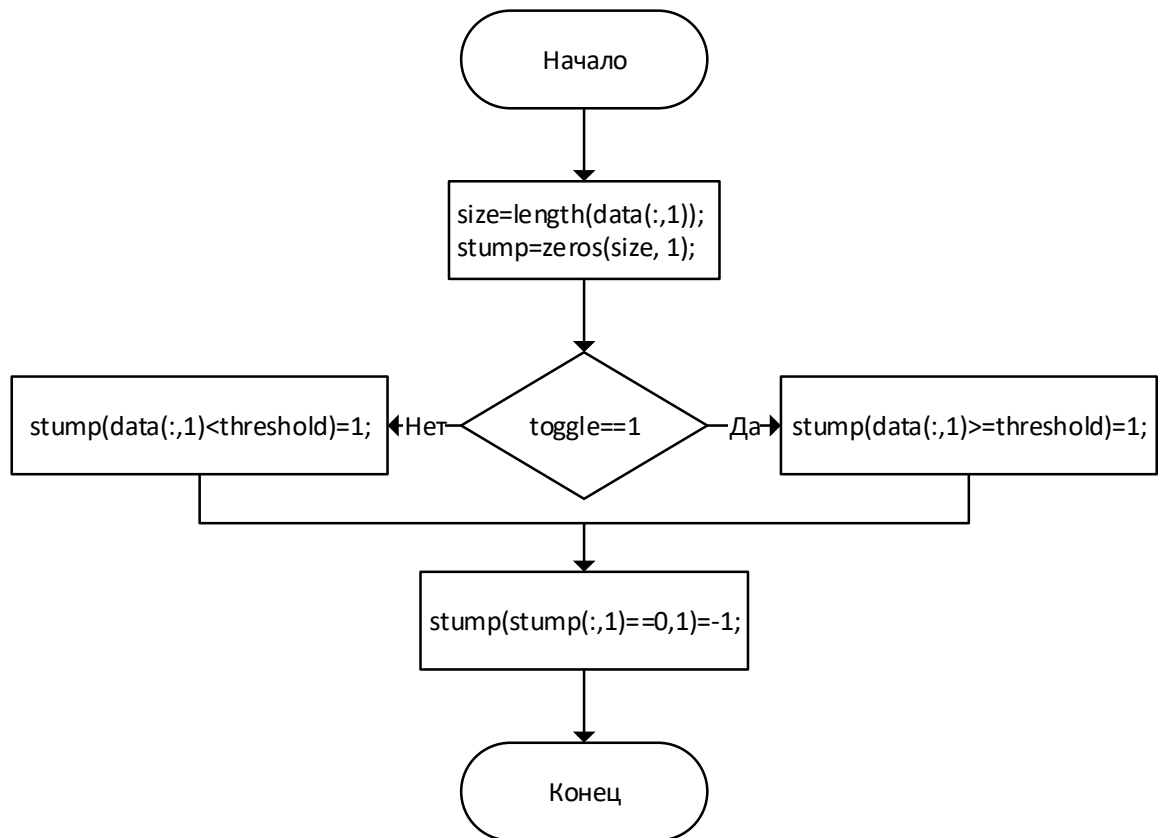 Начало
size=length(data(:,1));
stump=zeros(size, 1);
stump(data(:,1)<threshold)=1;
Нет
toggle==1
Да
stump(data(:,1)>=threshold)=1;
stump(stump(:,1)==0,1)=-1;
Конец